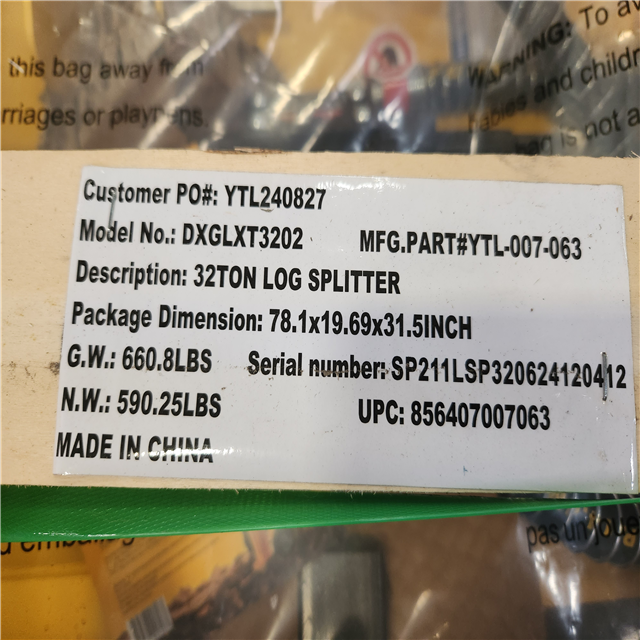 WARNING: To av
this bag away from
babies and childr
rriages or playpens.
bag is not a
Customer PO#: YTL240827
Model No.: DXGLXT3202 MFG.PART#YTL-007-063
Description: 32TON LOG SPLITTER
Package Dimension: 78.1x19.69x31.5INCH
G.W.: 660.8LBS Serial number: SP211LSP320624120412
N.W.: 590.25LBS UPC: 856407007063
MADE IN CHINA
pas un joue